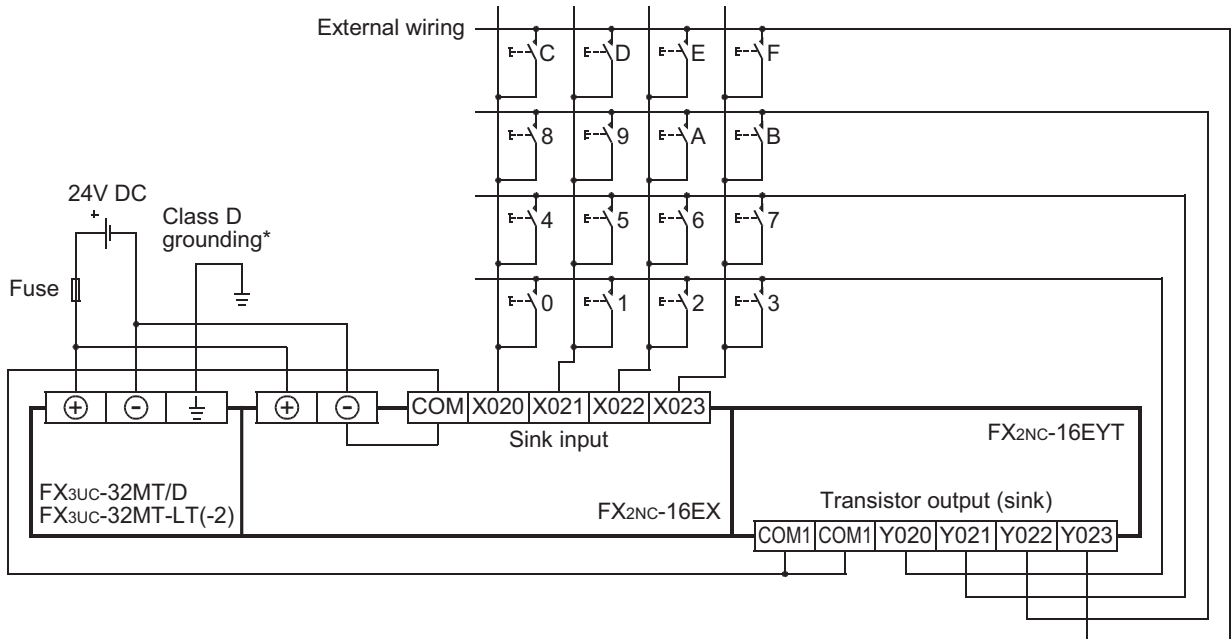 External wiring
C D E F
8 9 A B
24V DC
+
Class D
grounding*
4 5 6 7
Fuse
0 1 2 3
+ - + - COM X020 X021 X022 X023
Sink input
FX2NC-16EYT
FX3UC-32MT/D
FX3UC-32MT-LT(-2)
FX2NC-16EX
Transistor output (sink)
COM1 COM1 Y020 Y021 Y022 Y023